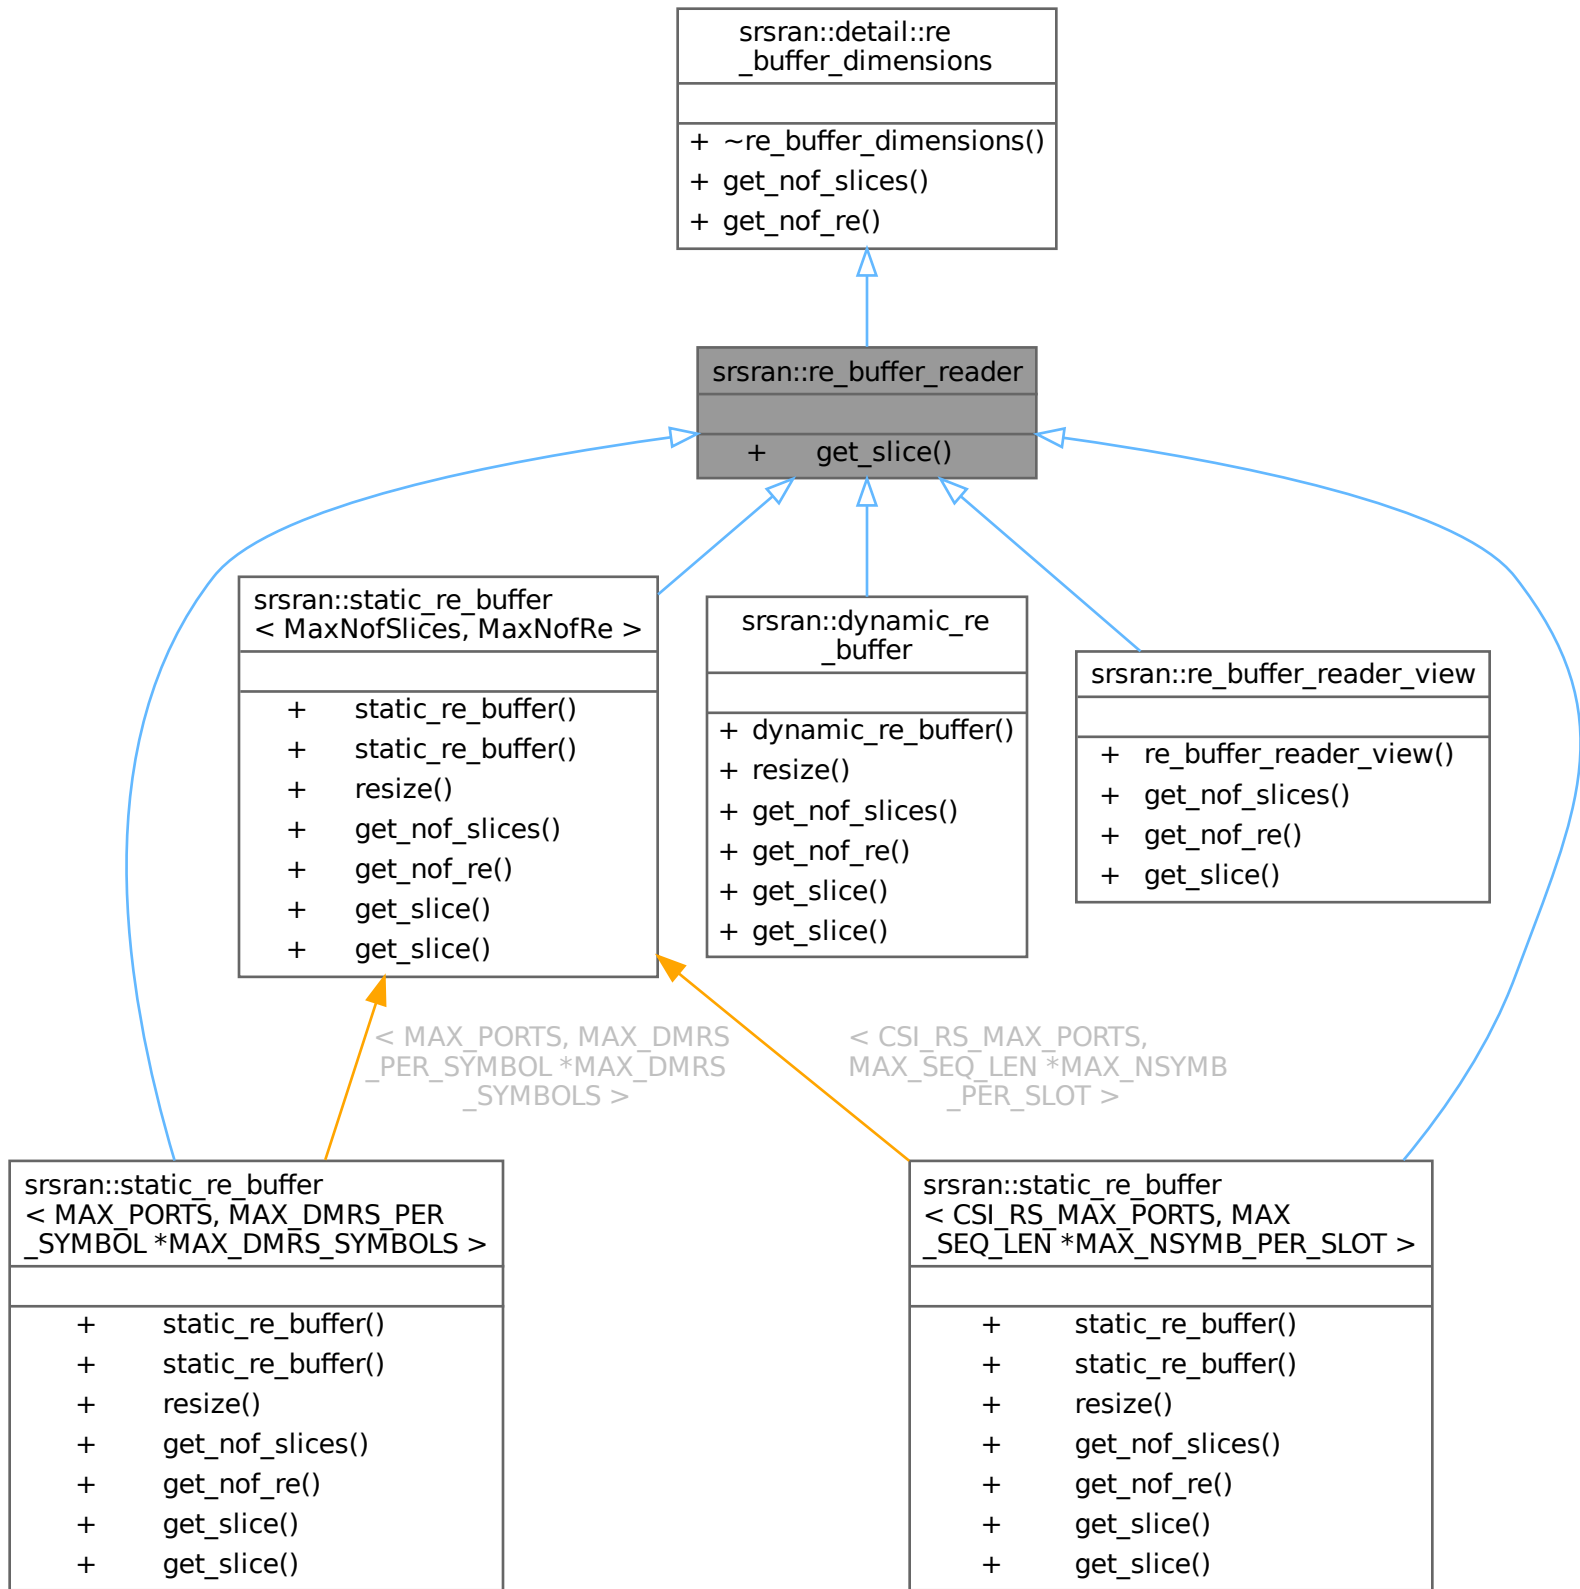 srsran::detail::re
_buffer_dimensions
+ ~re_buffer_dimensions()
+ get_nof_slices()
+ get_nof_re()
srsran::re_buffer_reader
+ get_slice()
srsran::static_re_buffer
< MaxNofSlices, MaxNofRe >
+ static_re_buffer()
+ static_re_buffer()
+ resize()
+ get_nof_slices()
+ get_nof_re()
+ get_slice()
+ get_slice()
srsran::dynamic_re
_buffer
+ dynamic_re_buffer()
+ resize()
+ get_nof_slices()
+ get_nof_re()
+ get_slice()
+ get_slice()
srsran::re_buffer_reader_view
+ re_buffer_reader_view()
+ get_nof_slices()
+ get_nof_re()
+ get_slice()
< MAX_PORTS, MAX_DMRS
_PER_SYMBOL *MAX_DMRS
_SYMBOLS >
< CSI_RS_MAX_PORTS,
MAX_SEQ_LEN *MAX_NSYMB
_PER_SLOT >
srsran::static_re_buffer
< MAX_PORTS, MAX_DMRS_PER
_SYMBOL *MAX_DMRS_SYMBOLS >
+ static_re_buffer()
+ static_re_buffer()
+ resize()
+ get_nof_slices()
+ get_nof_re()
+ get_slice()
+ get_slice()
srsran::static_re_buffer
< CSI_RS_MAX_PORTS, MAX
_SEQ_LEN *MAX_NSYMB_PER_SLOT >
+ static_re_buffer()
+ static_re_buffer()
+ resize()
+ get_nof_slices()
+ get_nof_re()
+ get_slice()
+ get_slice()